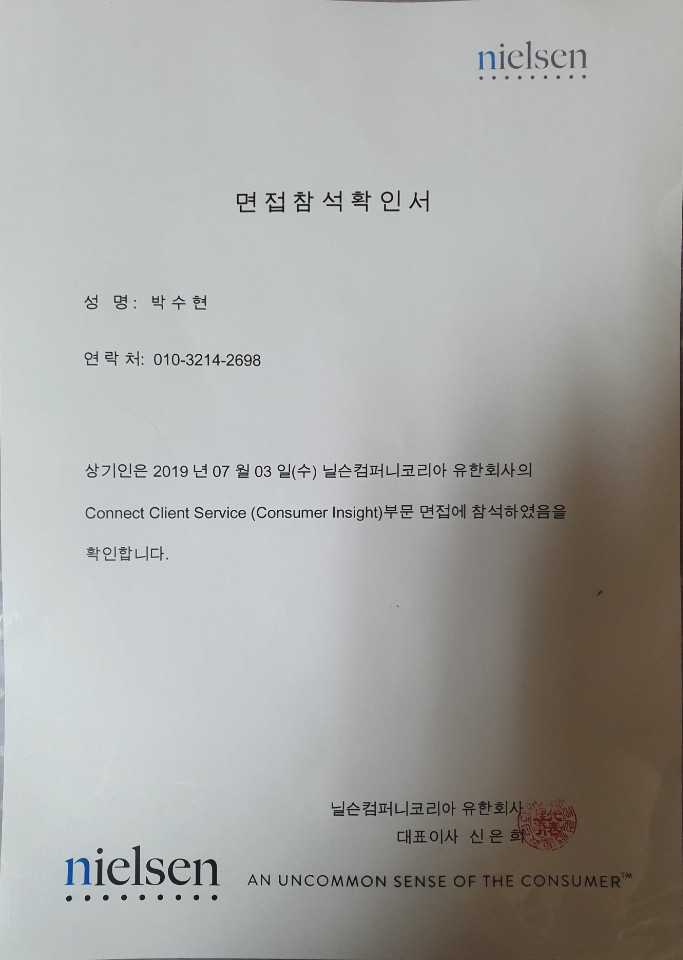 nielsen
면접참석확인서
성 명: 박수현
연락처: 010-3214-2698
상기인은 2019 년 07 월 03 일(수) 닐슨컴퍼니코리아 유한회사의
Connect Client Service (Consumer Insight)부문 면접에 참석하였음을
확인합니다.
닐슨컴퍼니코리아 유한회사
대표이사 신은희
nielsen AN UNCOMMON SENSE OF THE CONSUMER™